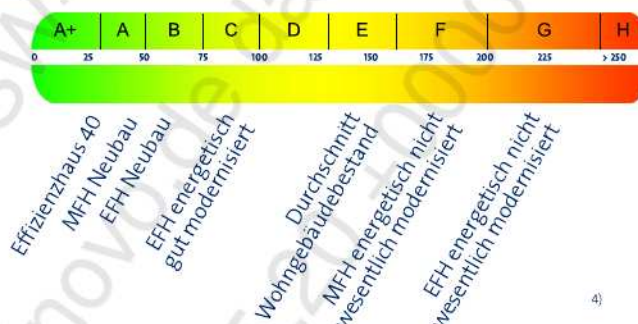 A+ A B C D E F G H
0 25 50 75 100 125 150 175 200 225 > 250
Effizienzhaus 40
MFH Neubau
EFH Neubau
EFH energetisch
gut modernisiert
Durchschnitt
Wohngebäudebestand
MFH energetisch nicht
wesentlich modernisiert
EFH energetisch nicht
wesentlich modernisiert
4)